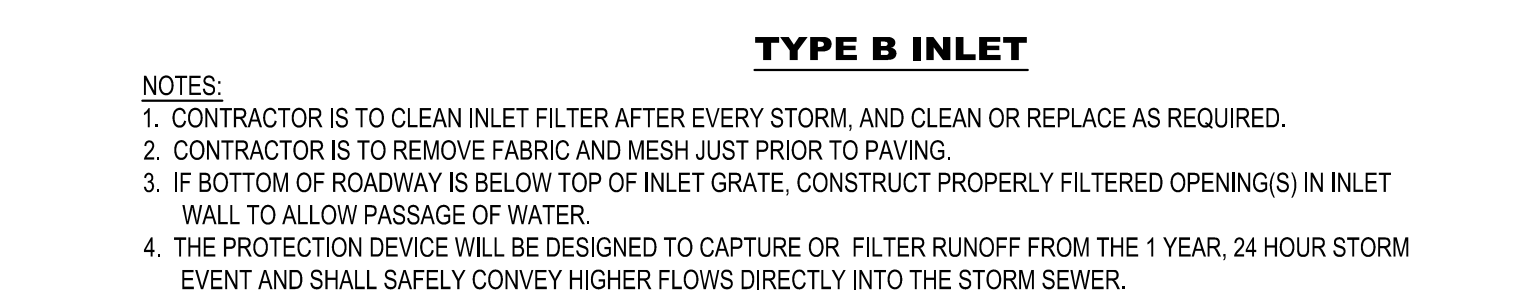 TYPE B INLET
NOTES:
1. CONTRACTOR IS TO CLEAN INLET FILTER AFTER EVERY STORM, AND CLEAN OR REPLACE AS REQUIRED.
2. CONTRACTOR IS TO REMOVE FABRIC AND MESH JUST PRIOR TO PAVING.
3. IF BOTTOM OF ROADWAY IS BELOW TOP OF INLET GRATE, CONSTRUCT PROPERLY FILTERED OPENING(S) IN INLET
WALL TO ALLOW PASSAGE OF WATER.
4. THE PROTECTION DEVICE WILL BE DESIGNED TO CAPTURE OR FILTER RUNOFF FROM THE 1 YEAR, 24 HOUR STORM
EVENT AND SHALL SAFELY CONVEY HIGHER FLOWS DIRECTLY INTO THE STORM SEWER.